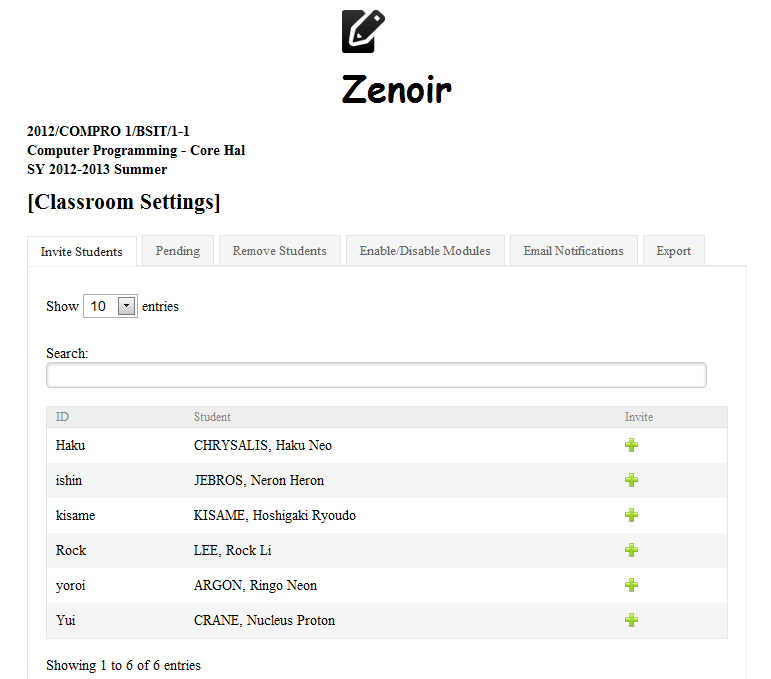 Zenoir
2012/COMPRO 1/BSIT/1-1
Computer Programming - Core Hal
SY 2012-2013 Summer
[Classroom Settings]
Invite Students Pending Remove Students Enable/Disable Modules Email Notifications Export
Show 10 entries
Search:
ID Student Invite
Haku CHRYSALIS, Haku Neo
ishin JEBROS, Neron Heron
kisame KISAME, Hoshigaki Ryoudo
Rock LEE, Rock Li
yoroi ARGON, Ringo Neon
Yui CRANE, Nucleus Proton
Showing 1 to 6 of 6 entries